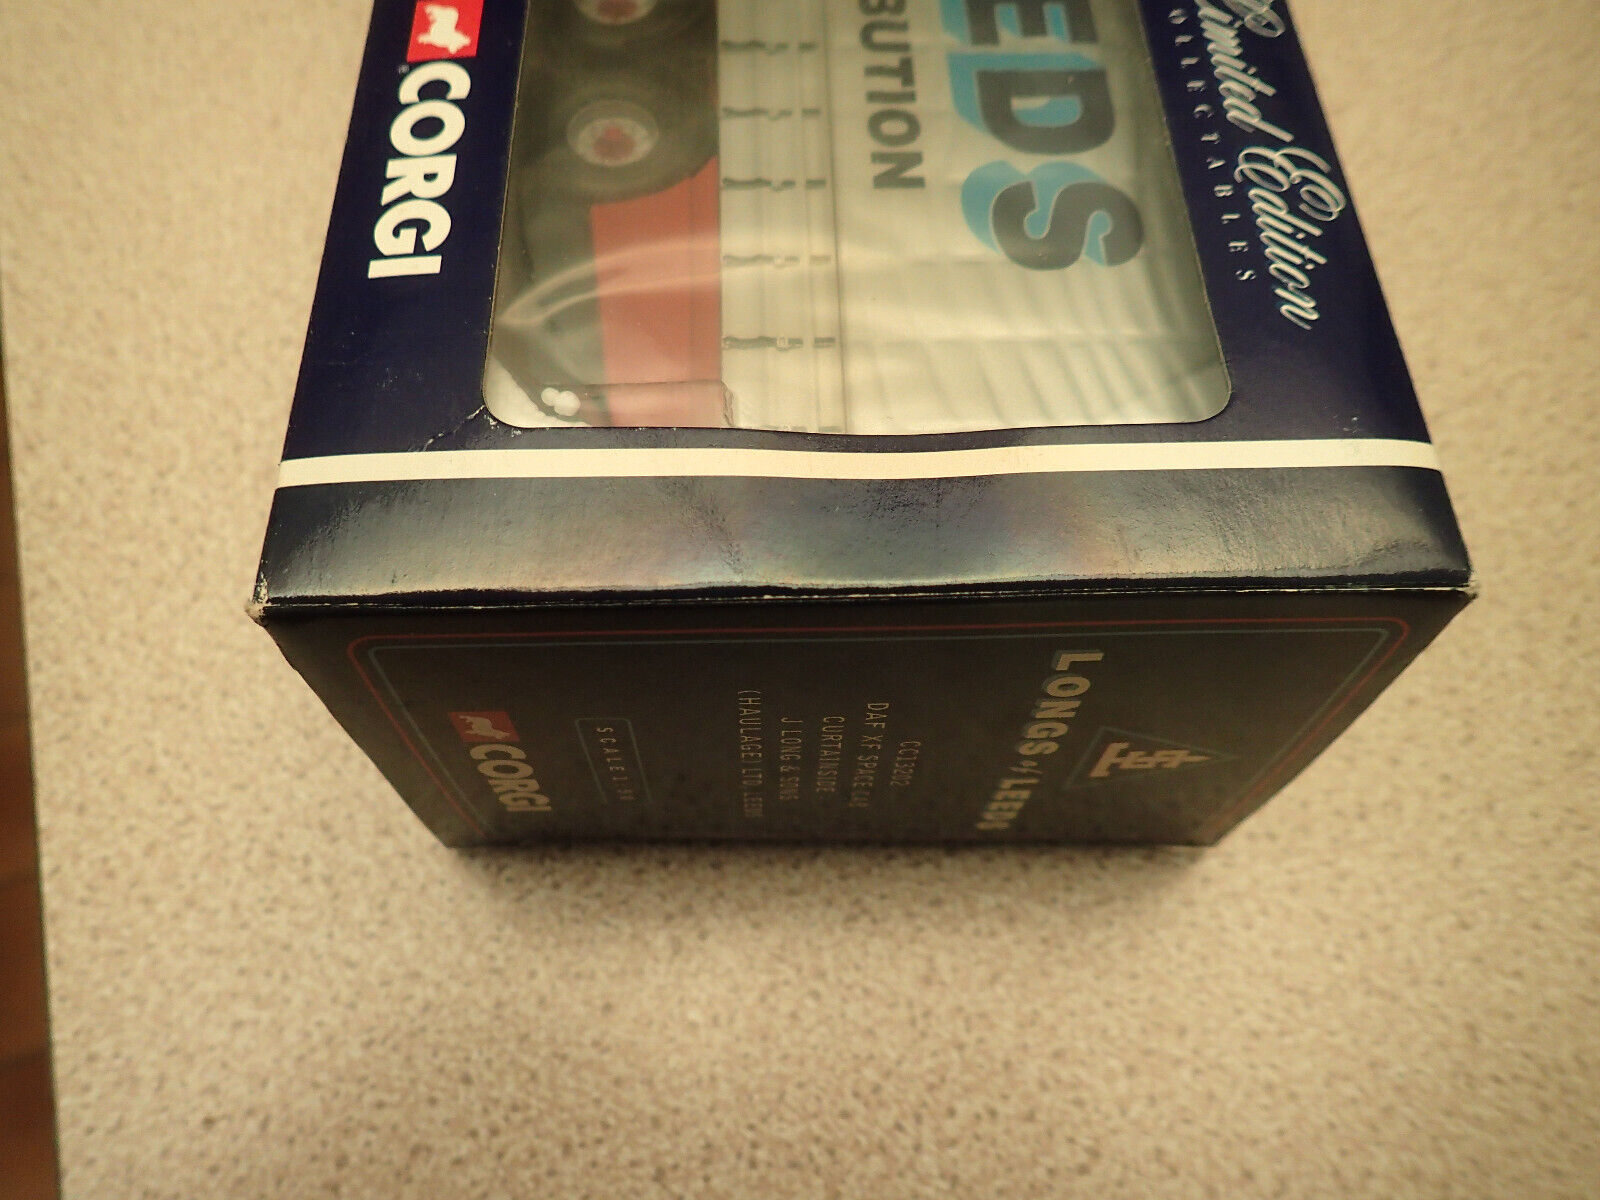 CORGI
EDS
BUTION
Limited Edition
OLLECTABLES
LONGS of LEEDS
CC13202
DAF XF SPACE CAB
CURTAINSIDE -
J LONG & SONS
(HAULAGE) LTD. LEEDS
SCALE 1:50
CORGI